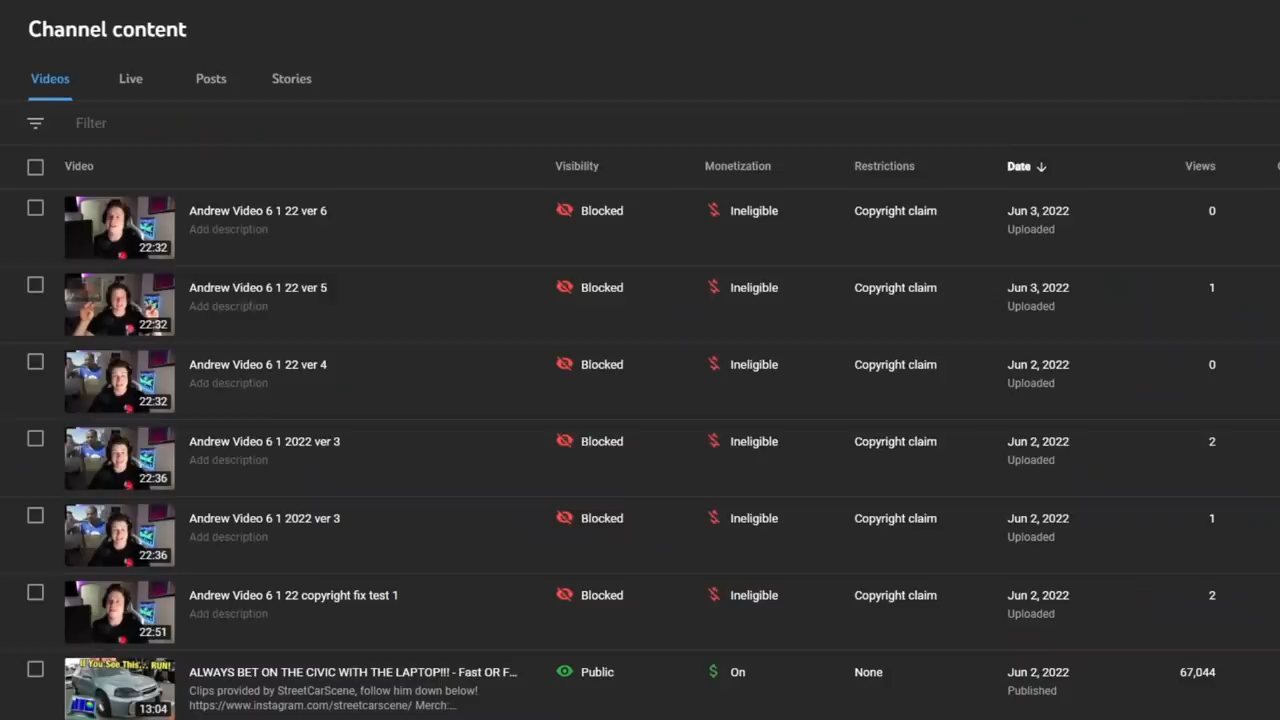 Channel content
Videos Live Posts Stories
Filter
Video Visibility Monetization Restrictions Date Views
Andrew Video 6 1 22 ver 6 Blocked Ineligible Copyright claim Jun 3, 2022 0
Add description Uploaded
22:32
Andrew Video 6 1 22 ver 5 Blocked Ineligible Copyright claim Jun 3, 2022 1
Add description Uploaded
22:32
Andrew Video 6 1 22 ver 4 Blocked Ineligible Copyright claim Jun 2, 2022 0
Add description Uploaded
22:32
Andrew Video 6 1 2022 ver 3 Blocked Ineligible Copyright claim Jun 2, 2022 2
Add description Uploaded
22:36
Andrew Video 6 1 2022 ver 3 Blocked Ineligible Copyright claim Jun 2, 2022 1
Add description Uploaded
22:36
Andrew Video 6 1 22 copyright fix test 1 Blocked Ineligible Copyright claim Jun 2, 2022 2
Add description Uploaded
22:51
If You See This... RUN!
ALWAYS BET ON THE CIVIC WITH THE LAPTOP!!! - Fast OR F... Public On None Jun 2, 2022 67,044
Clips provided by StreetCarScene, follow him down below! Published
https://www.instagram.com/streetcarscene/ Merch:...
13:04